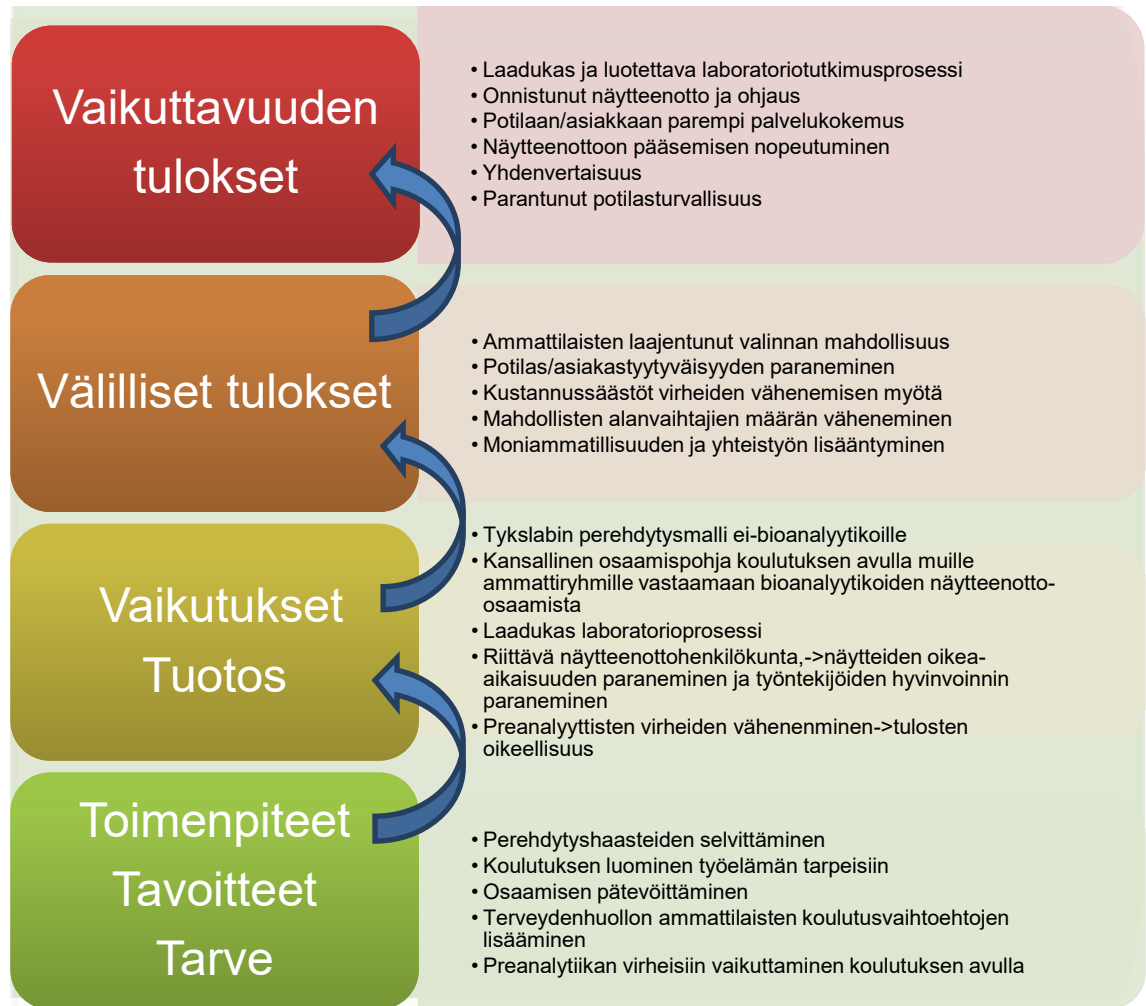 Vaikuttavuuden
tulokset
• Laadukas ja luotettava laboratoriotutkimusprosessi
• Onnistunut näytteenotto ja ohjaus
• Potilaan/asiakkaan parempi palvelukokemus
• Näytteenottoon pääsemisen nopeutuminen
• Yhdenvertaisuus
• Parantunut potilasturvallisuus
Välilliset tulokset
• Ammattilaisten laajentunut valinnan mahdollisuus
• Potilas/asiakastyytyväisyyden paraneminen
• Kustannussäästöt virheiden vähenemisen myötä
• Mahdollisten alanvaihtajien määrän väheneminen
• Moniammatillisuuden ja yhteistyön lisääntyminen
Vaikutukset
Tuotos
• Tykslabin perehdytysmalli ei-bioanalyytikoille
• Kansallinen osaamispohja koulutuksen avulla muille
ammattiryhmille vastaamaan bioanalyytikoiden näytteenotto-
osaamista
• Laadukas laboratorioprosessi
• Riittävä näytteenottohenkilökunta,->näytteiden oikea-
aikaisuuden paraneminen ja työntekijöiden hyvinvoinnin
paraneminen
• Preanalyyttisten virheiden vähenenminen->tulosten
oikeellisuus
Toimenpiteet
Tavoitteet
Tarve
• Perehdytyshaasteiden selvittäminen
• Koulutuksen luominen työelämän tarpeisiin
• Osaamisen pätevöittäminen
• Terveydenhuollon ammattilaisten koulutusvaihtoehtojen
lisääminen
• Preanalytiikan virheisiin vaikuttaminen koulutuksen avulla